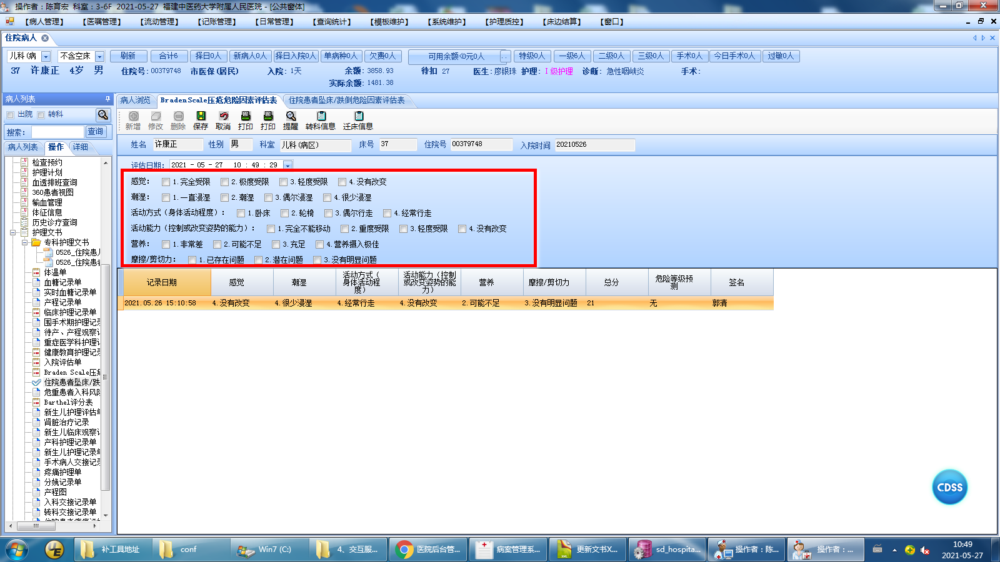 操作者：陈育宏 科室：3-6F 2021-05-27 福建中医药大学附属人民医院 - [公共窗体]
【病人管理】 【医嘱管理】 【流动管理】 【记账管理】 【日常管理】 【查询统计】 【模板维护】 【系统维护】 【护理质控】 【床边结算】 【窗口】
住院病人
儿科(病 不含空床 刷新 合计6 择日0人 新病人0人 择日入院0人 单病种0人 欠费0人 可用余额<0元0人 .. 特级0人 一级6人 二级0人 三级0人 手术0人 今日手术0人 过敏0人
37 许康正 4岁 男 住院号：00379748 市医保(居民) 入院：1天 余额：3858.93 待扣 27 医生：廖银珠 护理：Ⅰ级护理 诊断：急性咽峡炎 手术：
实际余额：1481.38
病人列表
出院 转科
搜索： 查询
病人列表 操作 详细
检查预约
护理计划
血透排班查询
360患者视图
输血管理
体征信息
历史诊疗查询
护理文书
专科护理文书
0526_住院患儿
0526_住院患者
体温单
血糖记录单
实时血糖记录单
产程记录单
临床护理记录单
围手术期护理记录
待产、产程观察记
重症医学科护理记
健康教育护理记录
入院评估单
Braden Scale压疮
住院患者坠床/跌
危重患者入科风险
Barthel评分表
新生儿护理评估单
肾脏治疗记录
新生儿临床观察记
产科护理记录单
新生儿护理记录单
手术病人交接记录
疼痛护理单
分娩记录单
产程图
入科交接记录单
转科交接记录单
病人浏览 BradenScale压疮危险因素评估表 住院患者坠床/跌倒危险因素评估表
新增 修改 删除 保存 取消 打印 打印 提醒 转科信息 迁床信息
姓名 许康正 性别 男 科室 儿科(病区) 床号 37 住院号 00379748 入院时间 20210526
评估日期： 2021 - 05 - 27 10 : 49 : 29
感觉： 1.完全受限 2.极度受限 3.轻度受限 4.没有改变
潮湿： 1.一直浸湿 2.潮湿 3.偶尔浸湿 4.很少浸湿
活动方式（身体活动程度）： 1.卧床 2.轮椅 3.偶尔行走 4.经常行走
活动能力（控制或改变姿势的能力）： 1.完全不能移动 2.重度受限 3.轻度受限 4.没有改变
营养： 1.非常差 2.可能不足 3.充足 4.营养摄入极佳
摩擦/剪切力： 1.已存在问题 2.潜在问题 3.没有明显问题
记录日期 感觉 潮湿 活动方式（身体活动程度） 活动能力（控制或改变姿势的能力） 营养 摩擦/剪切力 总分 危险等级预测 签名
2021.05.26 15:10:58 4.没有改变 4.很少浸湿 4.经常行走 4.没有改变 2.可能不足 3.没有明显问题 21 无 郭清
CDSS
补工具地址 conf Win7 (C:) 4、交互服... 医院后台管... 病案管理系... 更新文书X... sd_hospita... 操作者：陈... 操作者：...
10:49
2021-05-27